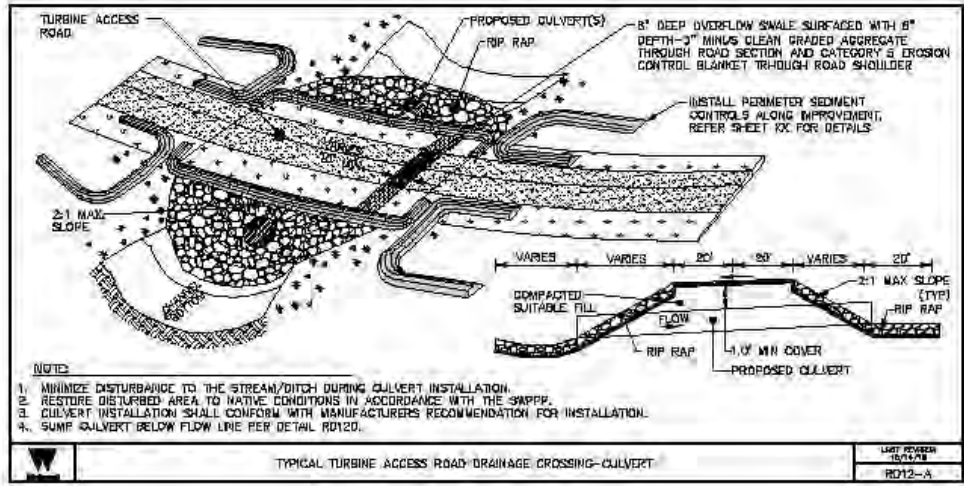 TURBINE ACCESS
ROAD
PROPOSED CULVERT(S)
RIP RAP
6" DEEP OVERFLOW SWALE SURFACED WITH 6"
DEPTH-3" MINUS CLEAN GRADED AGGREGATE
THROUGH ROAD SECTION AND CATEGORY 5 EROSION
CONTROL BLANKET TRHOUGH ROAD SHOULDER
INSTALL PERIMETER SEDIMENT
CONTROLS ALONG IMPROVEMENT,
REFER SHEET XX FOR DETAILS
2:1 MAX
SLOPE
VARIES
VARIES
20'
20'
VARIES
20'
COMPACTED
SUITABLE FILL
FLOW
2:1 MAX SLOPE
(TYP)
RIP RAP
RIP RAP
1.0' MIN COVER
PROPOSED CULVERT
NOTE:
1. MINIMIZE DISTURBANCE TO THE STREAM/DITCH DURING CULVERT INSTALLATION.
2. RESTORE DISTURBED AREA TO NATIVE CONDITIONS IN ACCORDANCE WITH THE SWPPP.
3. CULVERT INSTALLATION SHALL CONFORM WITH MANUFACTURERS RECOMMENDATION FOR INSTALLATION.
4. SUMP CULVERT BELOW FLOW LINE PER DETAIL RD120.
W
TYPICAL TURBINE ACCESS ROAD DRAINAGE CROSSING-CULVERT
LAST REVISION
RD12-A